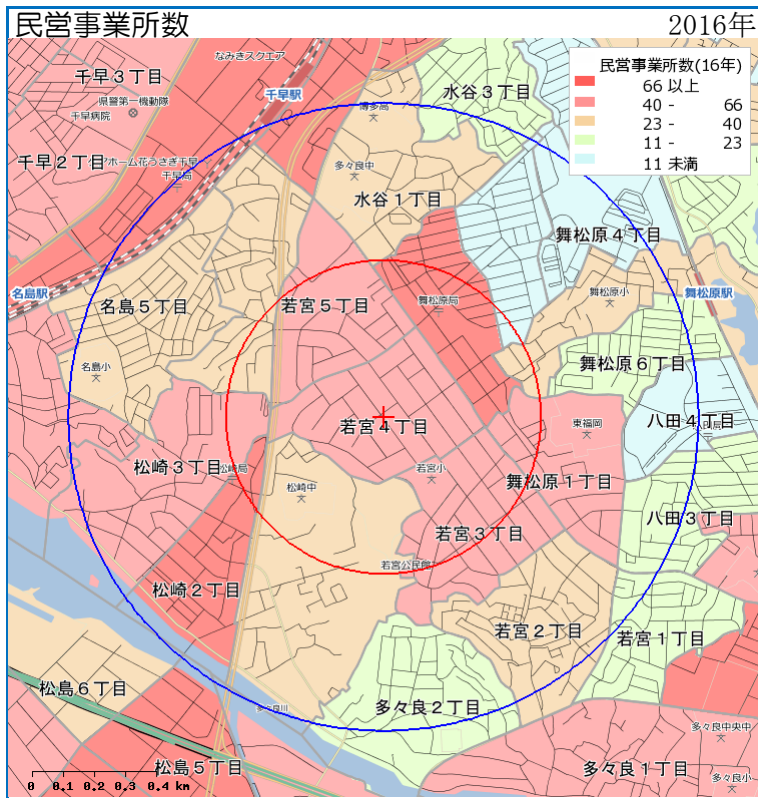 民営事業所数
2016年
民営事業所数(16年)
66 以上
40 - 66
23 - 40
11 - 23
11 未満
なみきスクエア
千早３丁目
県警第一機動隊
千早病院
千早駅
博多高
水谷３丁目
千早２丁目
アホーム花うさぎ千早
千早局
多々良中
水谷１丁目
舞松原４丁目
名島駅
名島５丁目
若宮５丁目
舞松原局
舞松原小
舞松原駅
名島小
舞松原６丁目
若宮４丁目
東福岡
八田４丁目
松崎３丁目
松崎局
松崎中
若宮小
舞松原１丁目
若宮３丁目
八田３丁目
若宮公民館
松崎２丁目
若宮２丁目
若宮１丁目
松島６丁目
多々良川
多々良２丁目
多々良中央中
松島５丁目
多々良１丁目
多々良小
0 0.1 0.2 0.3 0.4 km